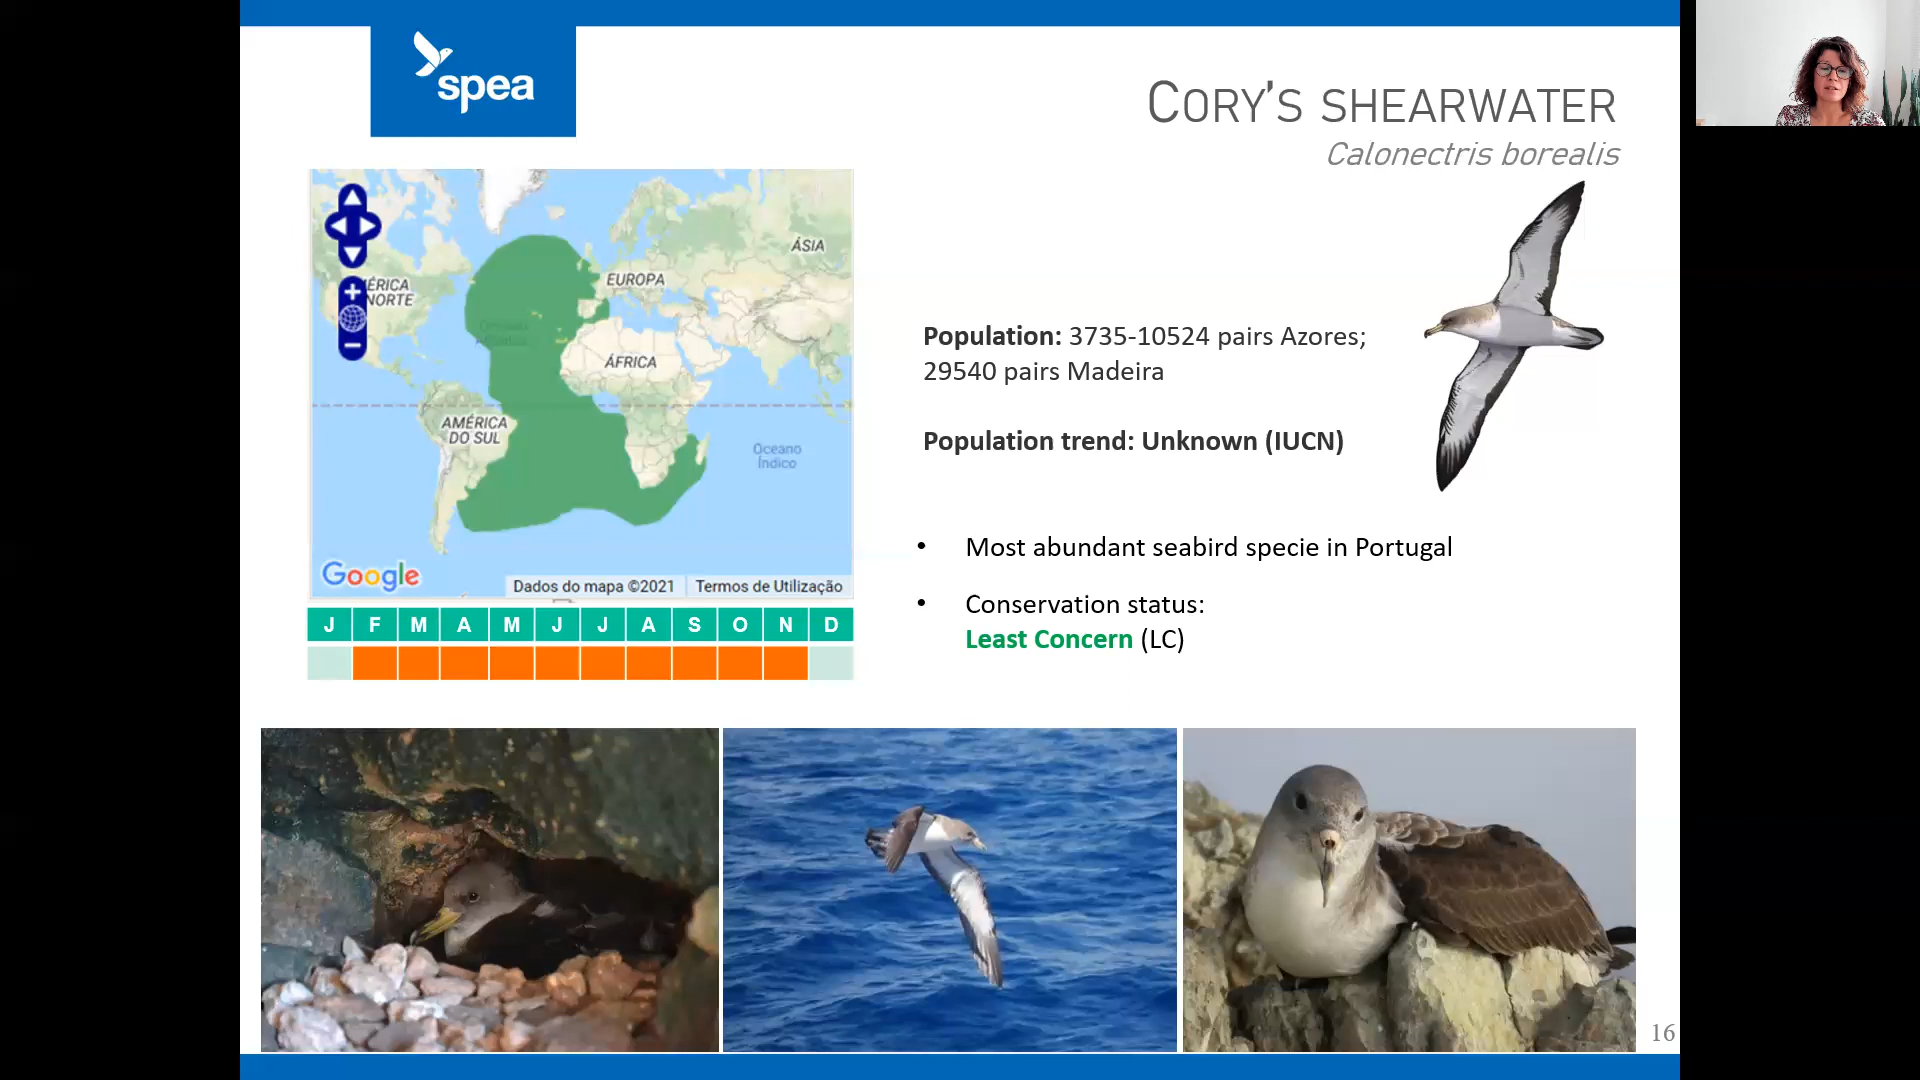 spea
CORY'S SHEARWATER
Calonectris borealis
ÁSIA
EUROPA
ÉRICA
NORTE
ÁFRICA
AMÉRICA
DO SUL
Oceano
Índico
Google
Dados do mapa ©2021
Termos de Utilização
J F M A M J J A S O N D
Population: 3735-10524 pairs Azores;
29540 pairs Madeira
Population trend: Unknown (IUCN)
• Most abundant seabird specie in Portugal
• Conservation status:
Least Concern (LC)
16